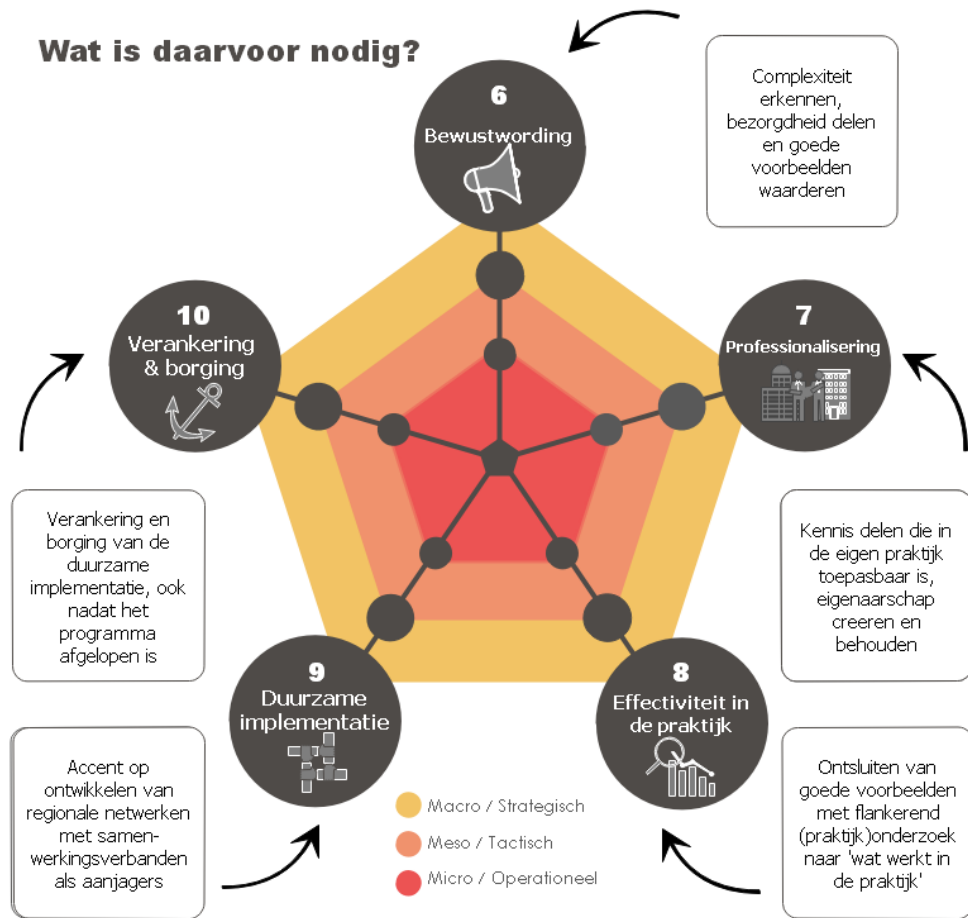 Wat is daarvoor nodig?
6
Bewustwording
Complexiteit
erkennen,
bezorgdheid delen
en goede
voorbeelden
waarderen
7
Professionalisering
Kennis delen die in
de eigen praktijk
toepasbaar is,
eigenaarschap
creeren en
behouden
8
Effectiviteit in
de praktijk
Ontsluiten van
goede voorbeelden
met flankerend
(praktijk)onderzoek
naar 'wat werkt in
de praktijk'
9
Duurzame
implementatie
Accent op
ontwikkelen van
regionale netwerken
met samen-
werkingsverbanden
als aanjagers
10
Verankering
& borging
Verankering en
borging van de
duurzame
implementatie, ook
nadat het
programma
afgelopen is
Macro / Strategisch
Meso / Tactisch
Micro / Operationeel